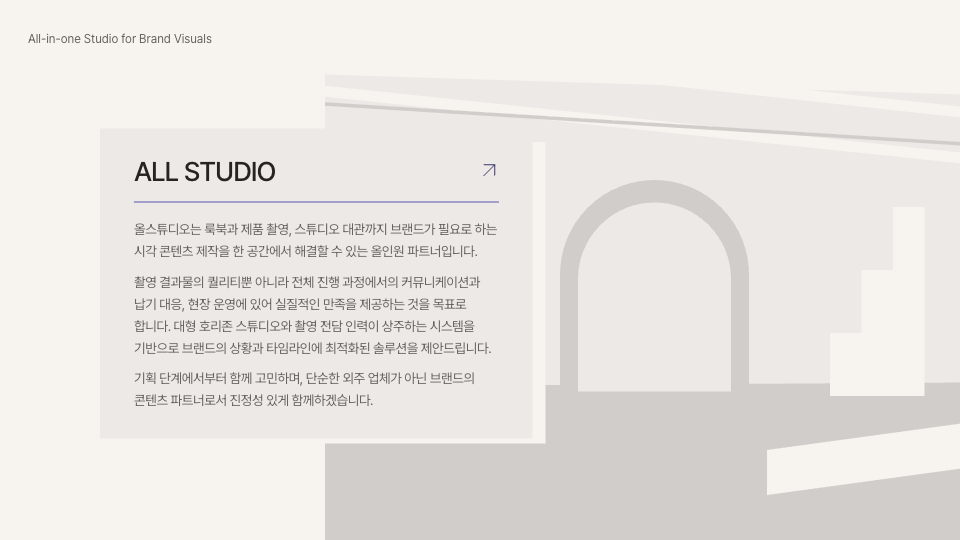 All-in-one Studio for Brand Visuals
ALL STUDIO
올스튜디오는 룩북과 제품 촬영, 스튜디오 대관까지 브랜드가 필요로 하는
시각 콘텐츠 제작을 한 공간에서 해결할 수 있는 올인원 파트너입니다.
촬영 결과물의 퀄리티뿐 아니라 전체 진행 과정에서의 커뮤니케이션과
납기 대응, 현장 운영에 있어 실질적인 만족을 제공하는 것을 목표로
합니다. 대형 호리존 스튜디오와 촬영 전담 인력이 상주하는 시스템을
기반으로 브랜드의 상황과 타임라인에 최적화된 솔루션을 제안드립니다.
기획 단계에서부터 함께 고민하며, 단순한 외주 업체가 아닌 브랜드의
콘텐츠 파트너로서 진정성 있게 함께하겠습니다.